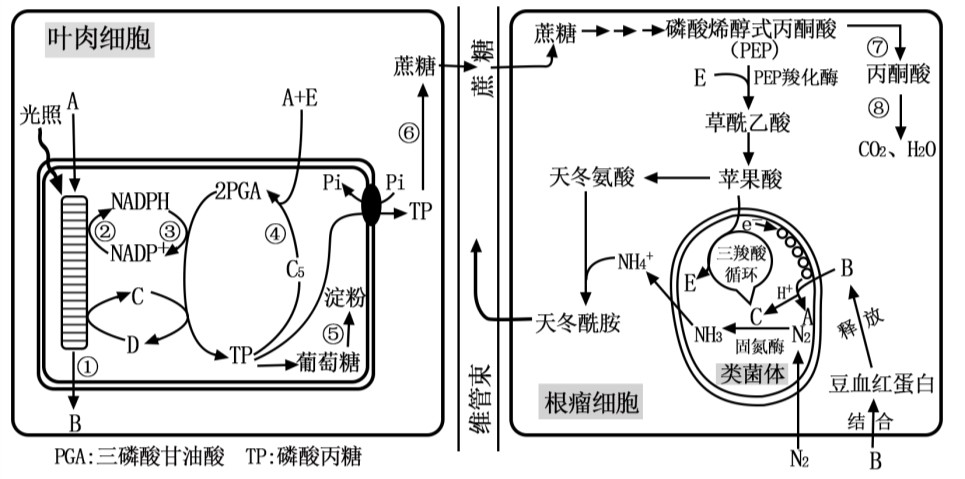 叶肉细胞
光照
A
A+E
蔗糖
⑥
Pi
Pi
TP
NADPH
②
③
NADP⁺
2PGA
④
C₅
C
D
TP
淀粉
⑤
葡萄糖
①
B
PGA:三磷酸甘油酸 TP:磷酸丙糖
蔗糖
维管束
蔗糖
磷酸烯醇式丙酮酸
(PEP)
⑦
丙酮酸
⑧
CO₂、H₂O
E
PEP羧化酶
草酰乙酸
苹果酸
天冬氨酸
NH₄⁺
天冬酰胺
e⁻
三羧酸
循环
E
H⁺
C
A
B
NH₃
N₂
固氮酶
类菌体
释放
豆血红蛋白
结合
根瘤细胞
N₂
B